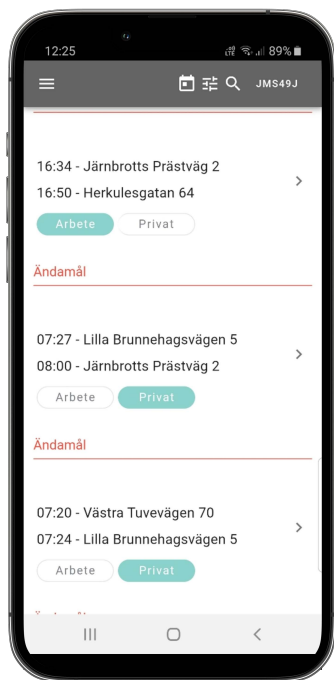 12:25 89%
JMS49J
16:34 - Järnbrotts Prästväg 2
16:50 - Herkulesgatan 64
Arbete Privat
Ändamål
07:27 - Lilla Brunnehagsvägen 5
08:00 - Järnbrotts Prästväg 2
Arbete Privat
Ändamål
07:20 - Västra Tuvevägen 70
07:24 - Lilla Brunnehagsvägen 5
Arbete Privat